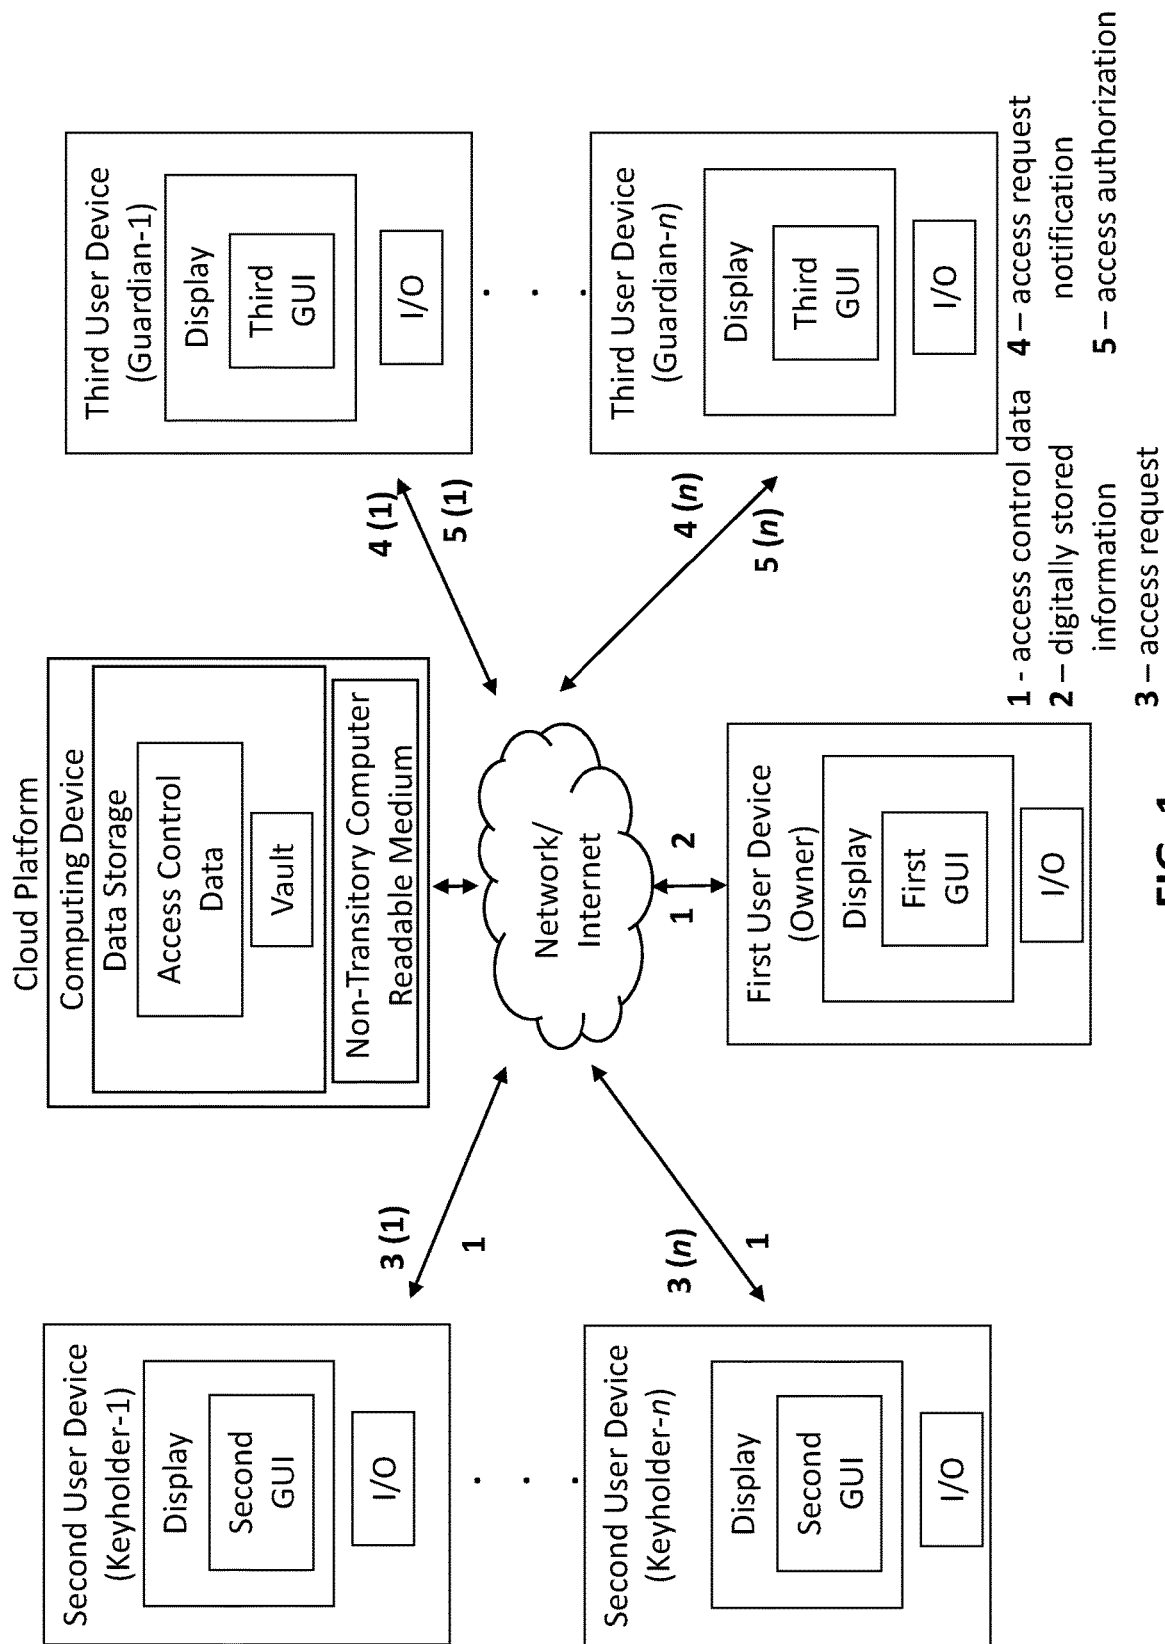 Cloud Platform
Computing Device
Data Storage
Access Control
Data
Vault
Non-Transitory Computer
Readable Medium
Second User Device
(Keyholder-1)
Display
Second
GUI
I/O
. . .
Second User Device
(Keyholder-n)
Display
Second
GUI
I/O
3 (1)
1
3 (n)
1
Network/
Internet
1
2
First User Device
(Owner)
Display
First
GUI
I/O
4 (1)
5 (1)
4 (n)
5 (n)
Third User Device
(Guardian-1)
Display
Third
GUI
I/O
. . .
Third User Device
(Guardian-n)
Display
Third
GUI
I/O
1 - access control data
2 – digitally stored
information
3 – access request
4 – access request
notification
5 – access authorization
FIG. 1